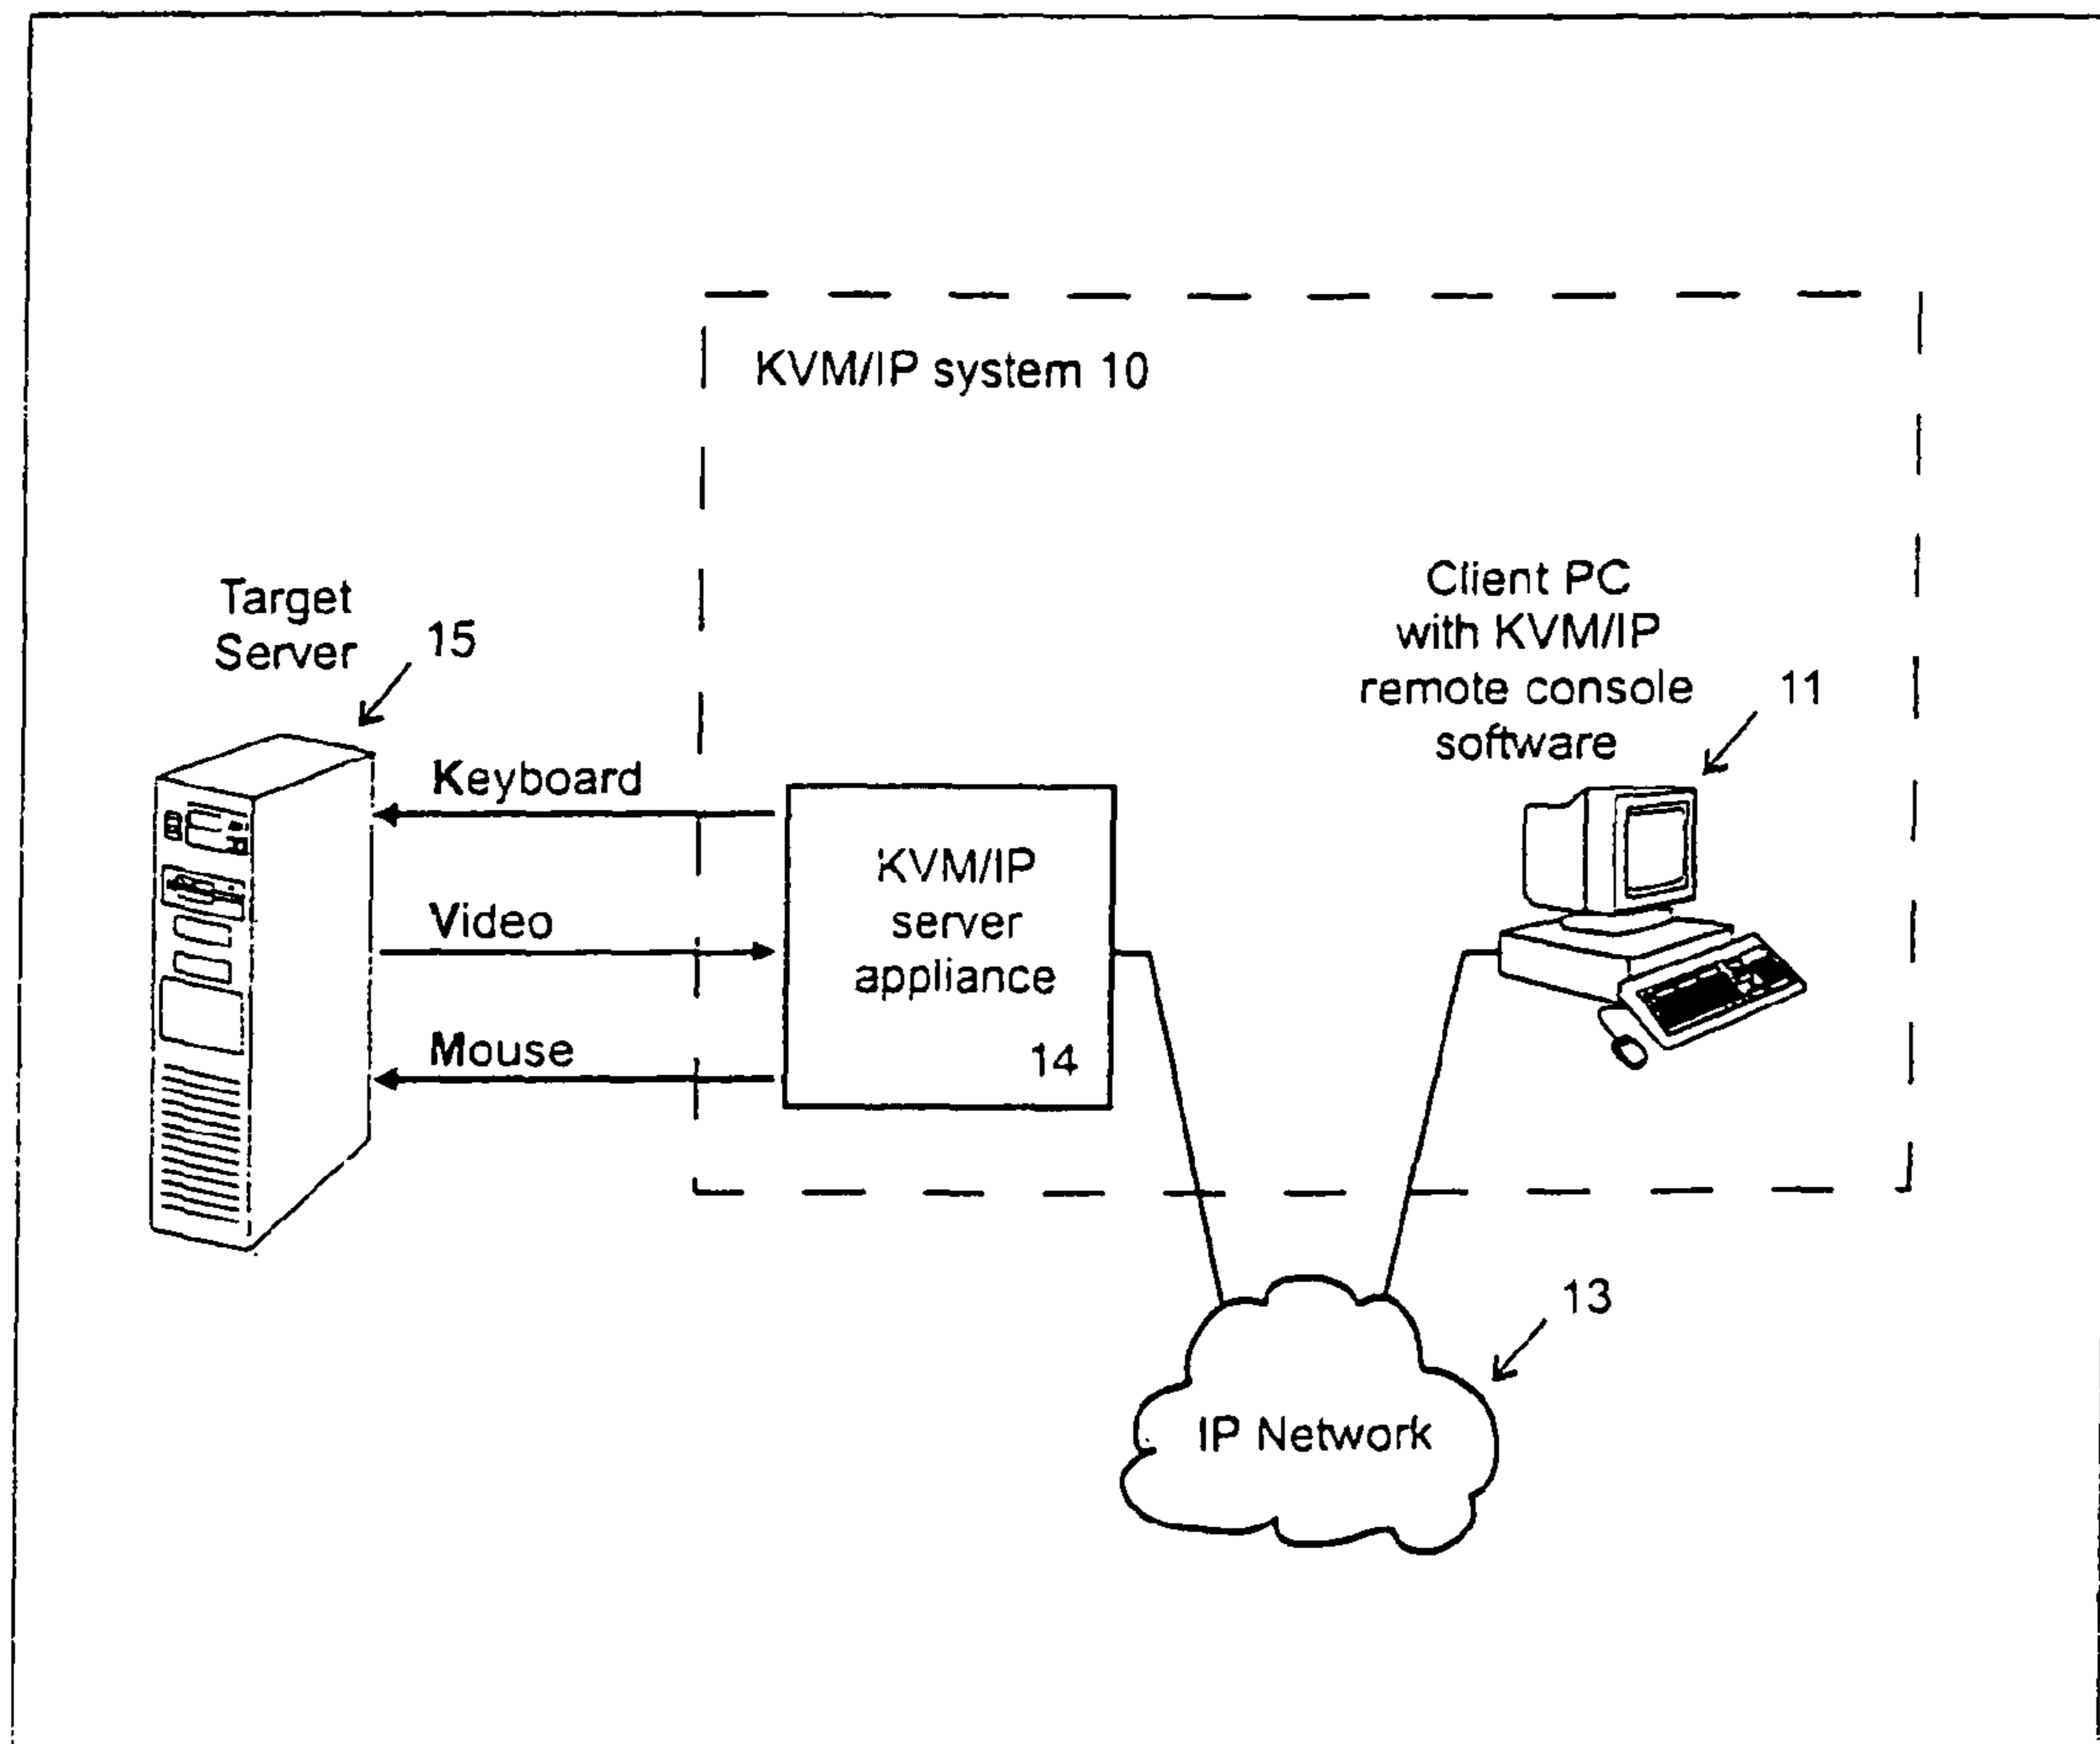 KVM/IP system 10
Target
Server
15
Client PC
with KVM/IP
remote console
software
11
Keyboard
Video
Mouse
KVM/IP
server
appliance
14
13
IP Network